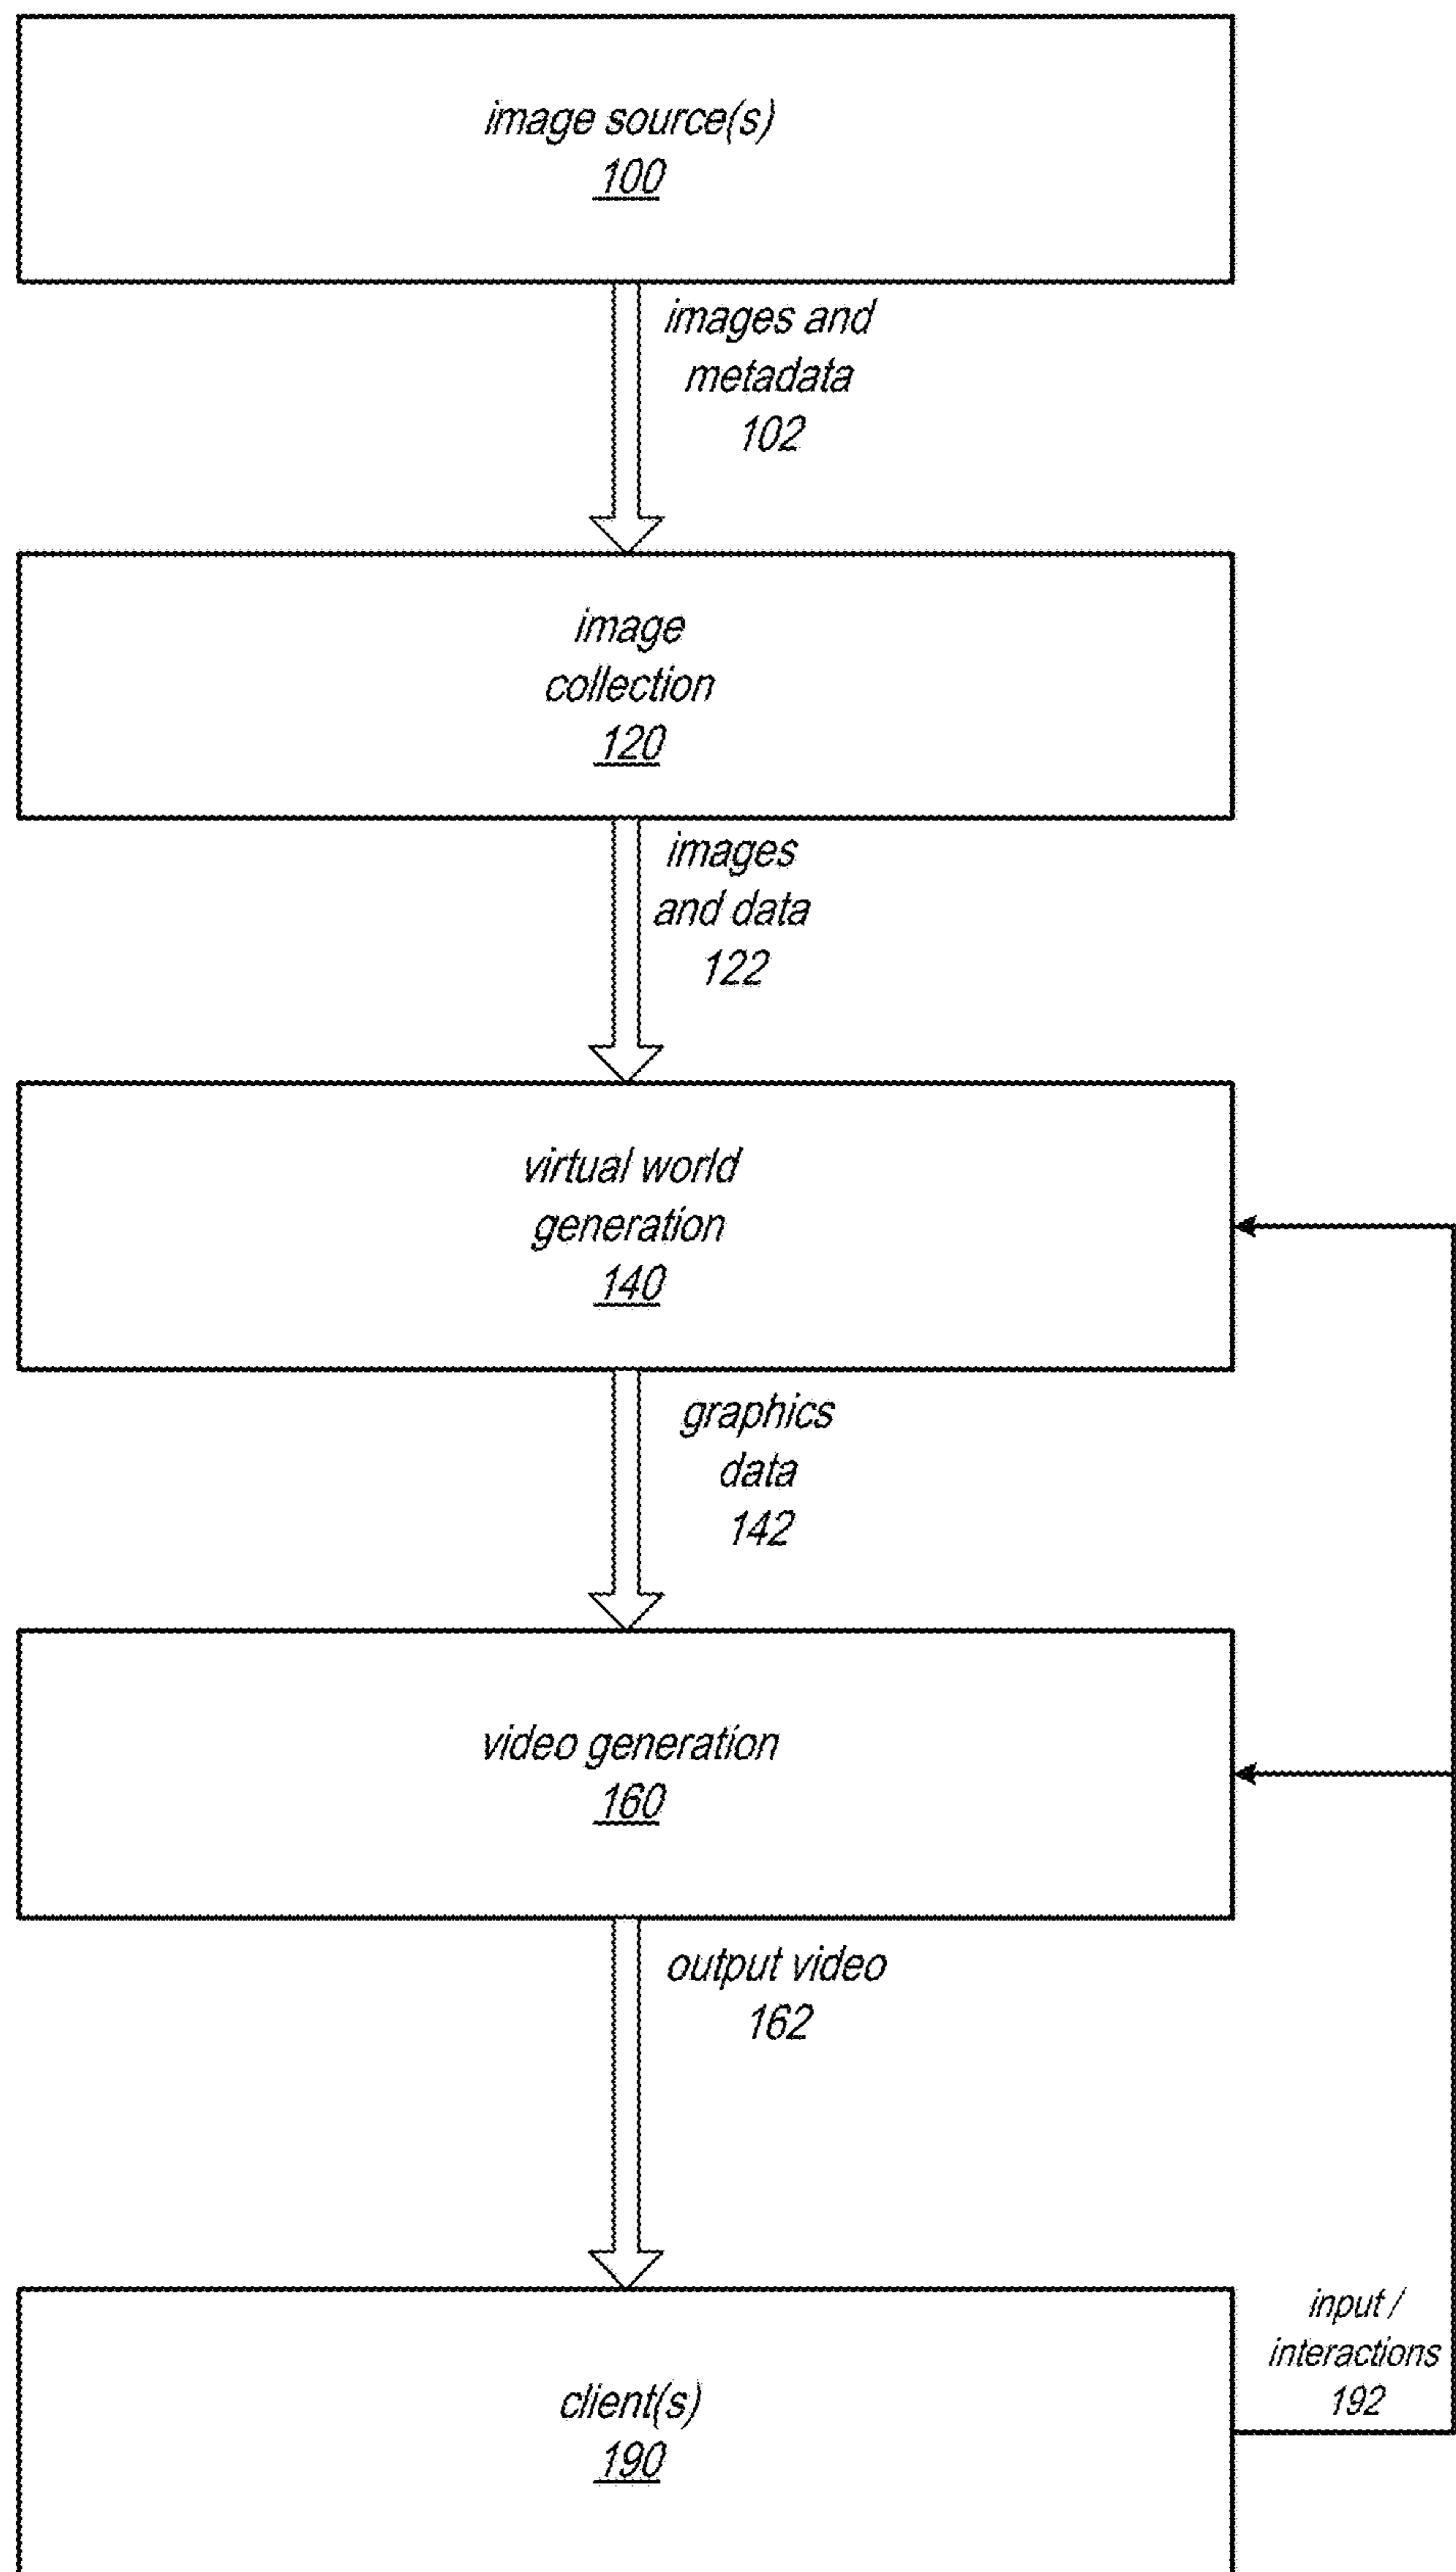 image source(s)
100
images and
metadata
102
image
collection
120
images
and data
122
virtual world
generation
140
graphics
data
142
video generation
160
output video
162
input /
interactions
192
client(s)
190